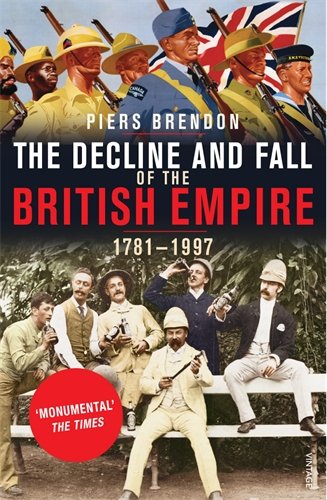 PIERS BRENDON
THE DECLINE AND FALL
OF THE
BRITISH EMPIRE
1781–1997
'MONUMENTAL'
THE TIMES
VINTAGE